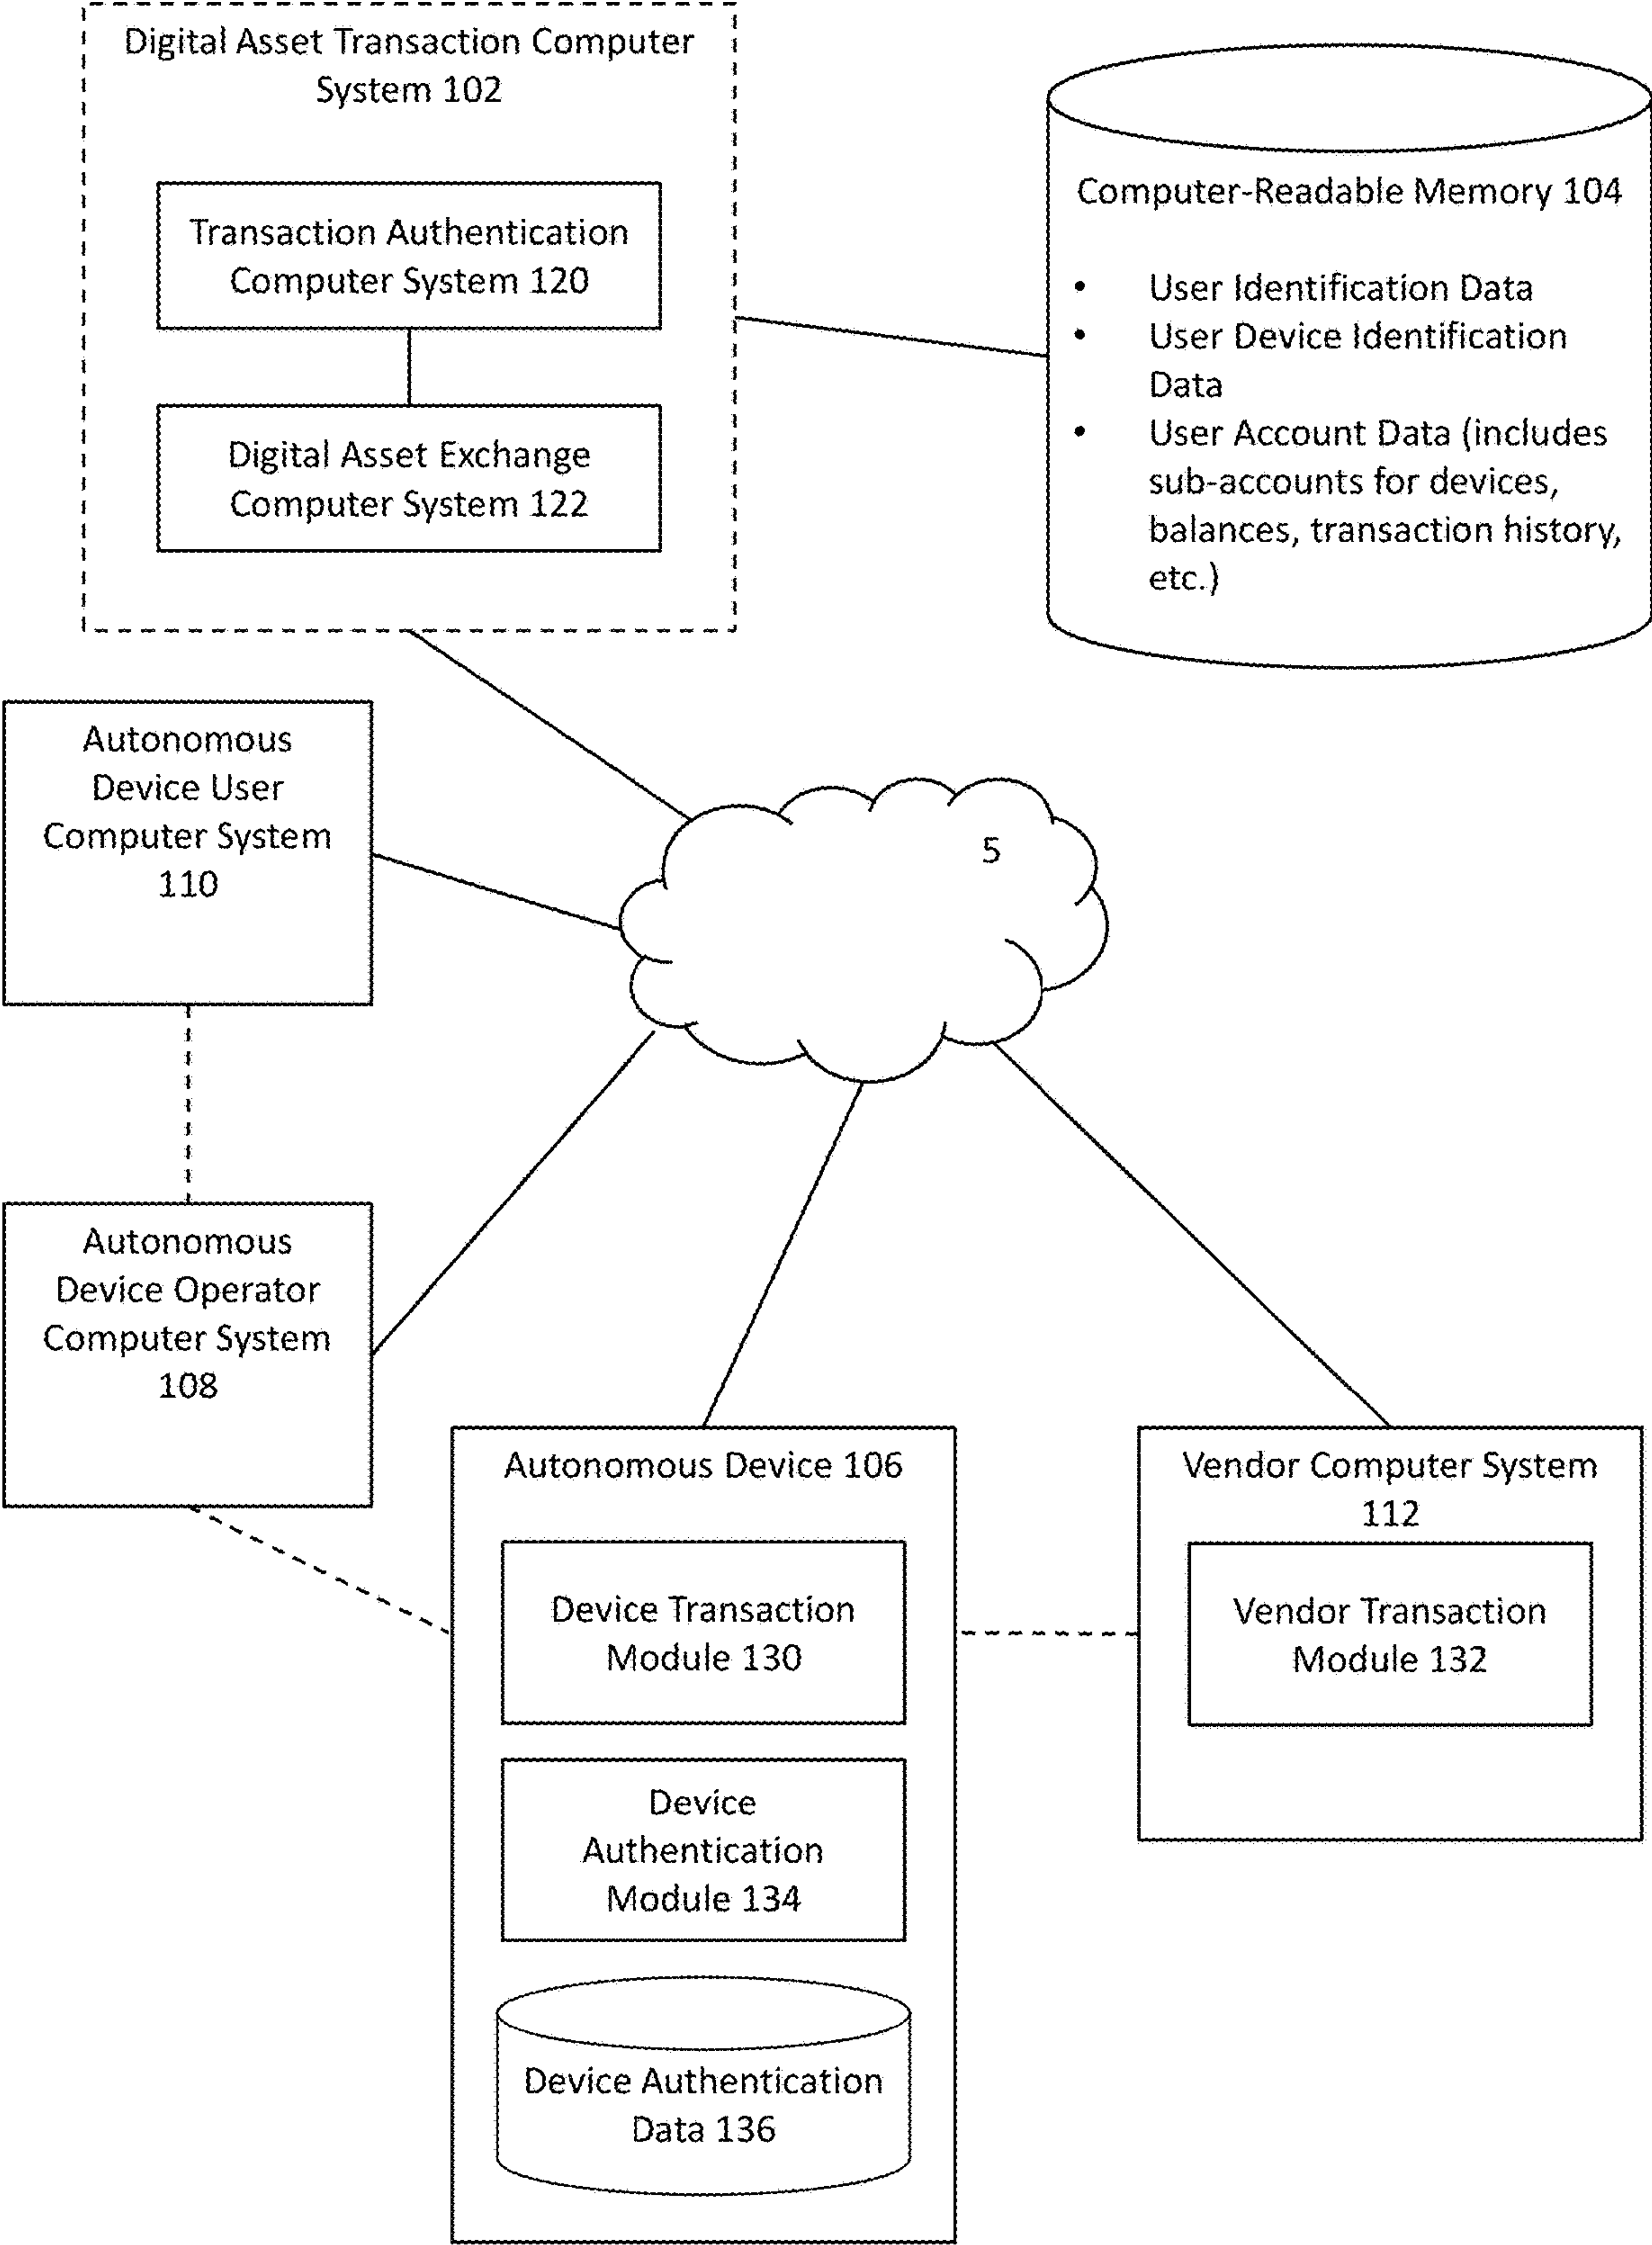 Digital Asset Transaction Computer
System 102
Transaction Authentication
Computer System 120
Digital Asset Exchange
Computer System 122
Computer-Readable Memory 104
• User Identification Data
• User Device Identification
Data
• User Account Data (includes
sub-accounts for devices,
balances, transaction history,
etc.)
Autonomous
Device User
Computer System
110
5
Autonomous
Device Operator
Computer System
108
Autonomous Device 106
Device Transaction
Module 130
Device
Authentication
Module 134
Device Authentication
Data 136
Vendor Computer System
112
Vendor Transaction
Module 132